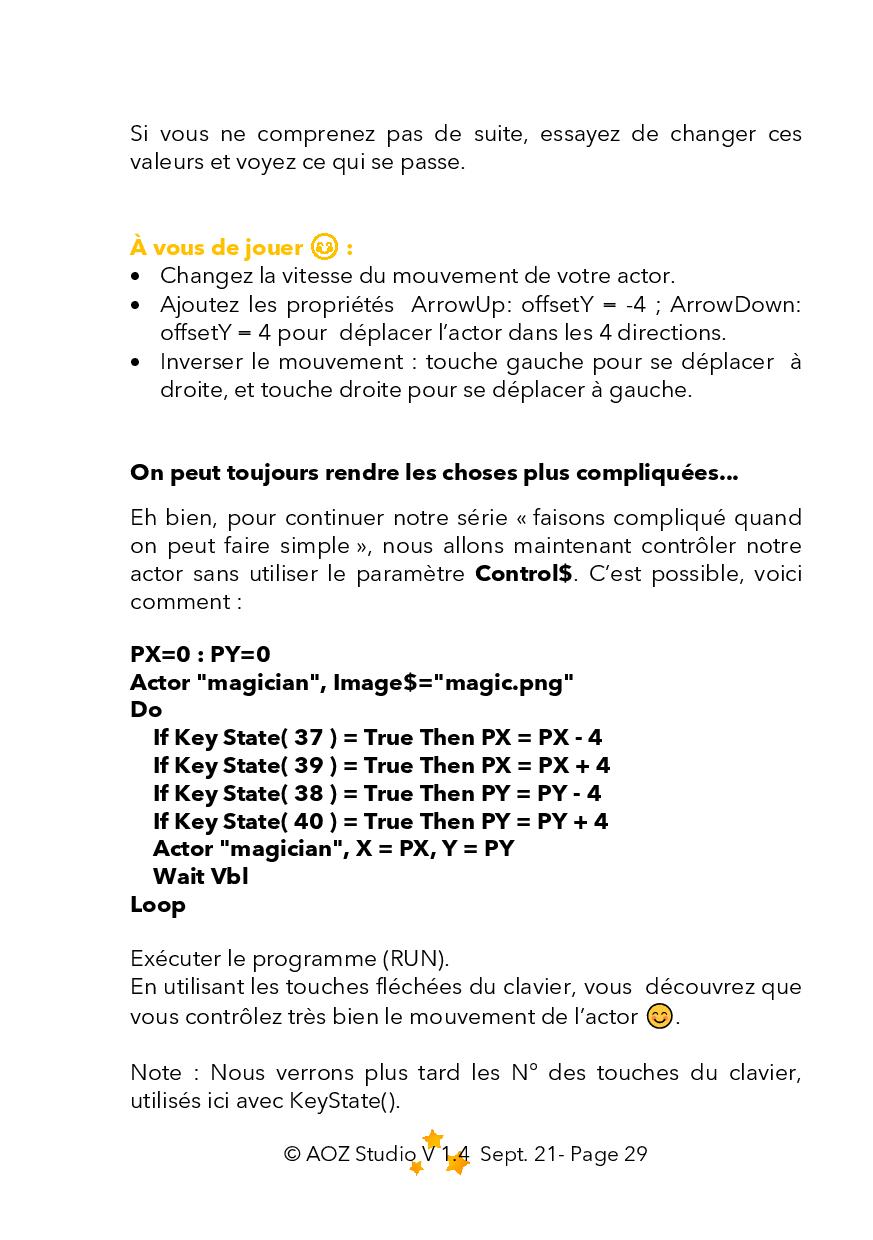 Si vous ne comprenez pas de suite, essayez de changer ces
valeurs et voyez ce qui se passe.
À vous de jouer 😊 :
• Changez la vitesse du mouvement de votre actor.
• Ajoutez les propriétés ArrowUp: offsetY = -4 ; ArrowDown:
offsetY = 4 pour déplacer l’actor dans les 4 directions.
• Inverser le mouvement : touche gauche pour se déplacer à
droite, et touche droite pour se déplacer à gauche.
On peut toujours rendre les choses plus compliquées...
Eh bien, pour continuer notre série « faisons compliqué quand
on peut faire simple », nous allons maintenant contrôler notre
actor sans utiliser le paramètre Control$. C’est possible, voici
comment :
PX=0 : PY=0
Actor "magician", Image$="magic.png"
Do
If Key State( 37 ) = True Then PX = PX - 4
If Key State( 39 ) = True Then PX = PX + 4
If Key State( 38 ) = True Then PY = PY - 4
If Key State( 40 ) = True Then PY = PY + 4
Actor "magician", X = PX, Y = PY
Wait Vbl
Loop
Exécuter le programme (RUN).
En utilisant les touches fléchées du clavier, vous découvrez que
vous contrôlez très bien le mouvement de l’actor 😊.
Note : Nous verrons plus tard les N° des touches du clavier,
utilisés ici avec KeyState().
© AOZ Studio V 1.4 Sept. 21- Page 29